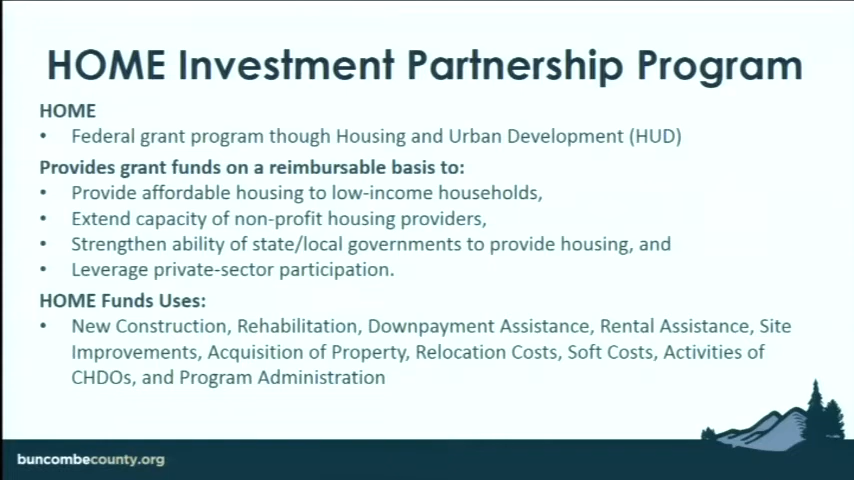 HOME Investment Partnership Program
HOME
• Federal grant program though Housing and Urban Development (HUD)
Provides grant funds on a reimbursable basis to:
• Provide affordable housing to low-income households,
• Extend capacity of non-profit housing providers,
• Strengthen ability of state/local governments to provide housing, and
• Leverage private-sector participation.
HOME Funds Uses:
• New Construction, Rehabilitation, Downpayment Assistance, Rental Assistance, Site
Improvements, Acquisition of Property, Relocation Costs, Soft Costs, Activities of
CHDOs, and Program Administration
buncombecounty.org